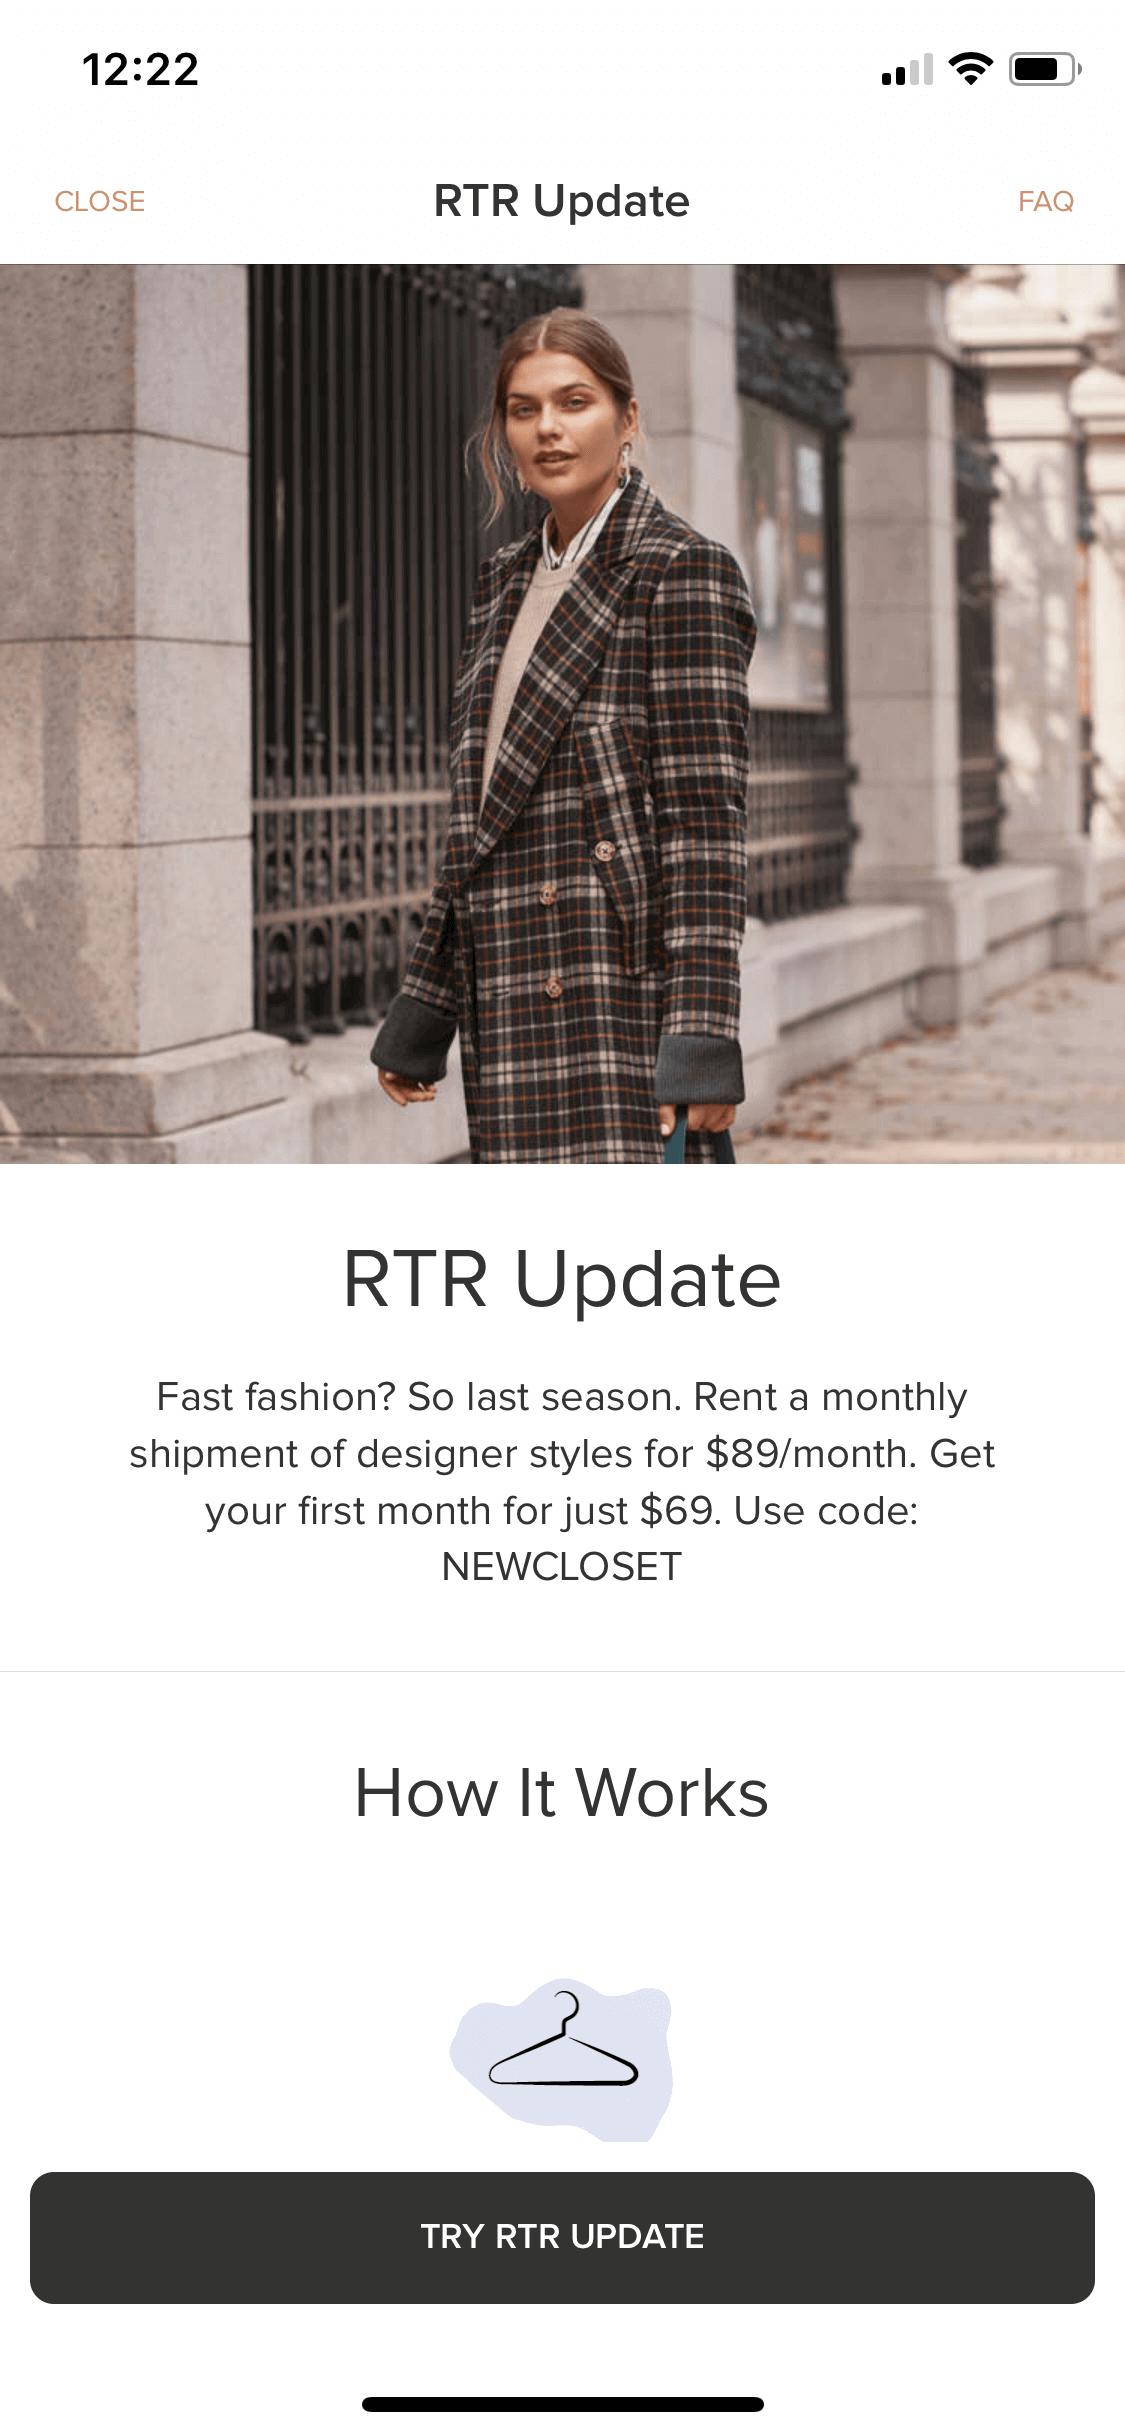 12:22
CLOSE
RTR Update
FAQ
RTR Update
Fast fashion? So last season. Rent a monthly
shipment of designer styles for $89/month. Get
your first month for just $69. Use code:
NEWCLOSET
How It Works
TRY RTR UPDATE